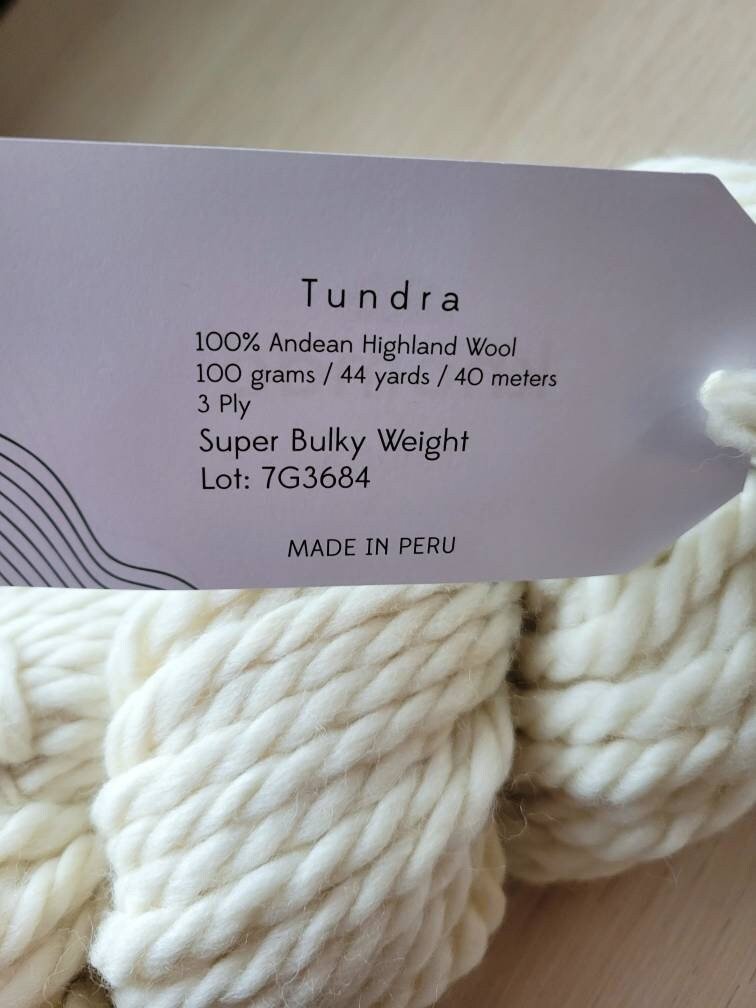 Tundra
100% Andean Highland Wool
100 grams / 44 yards / 40 meters
3 Ply
Super Bulky Weight
Lot: 7G3684
MADE IN PERU